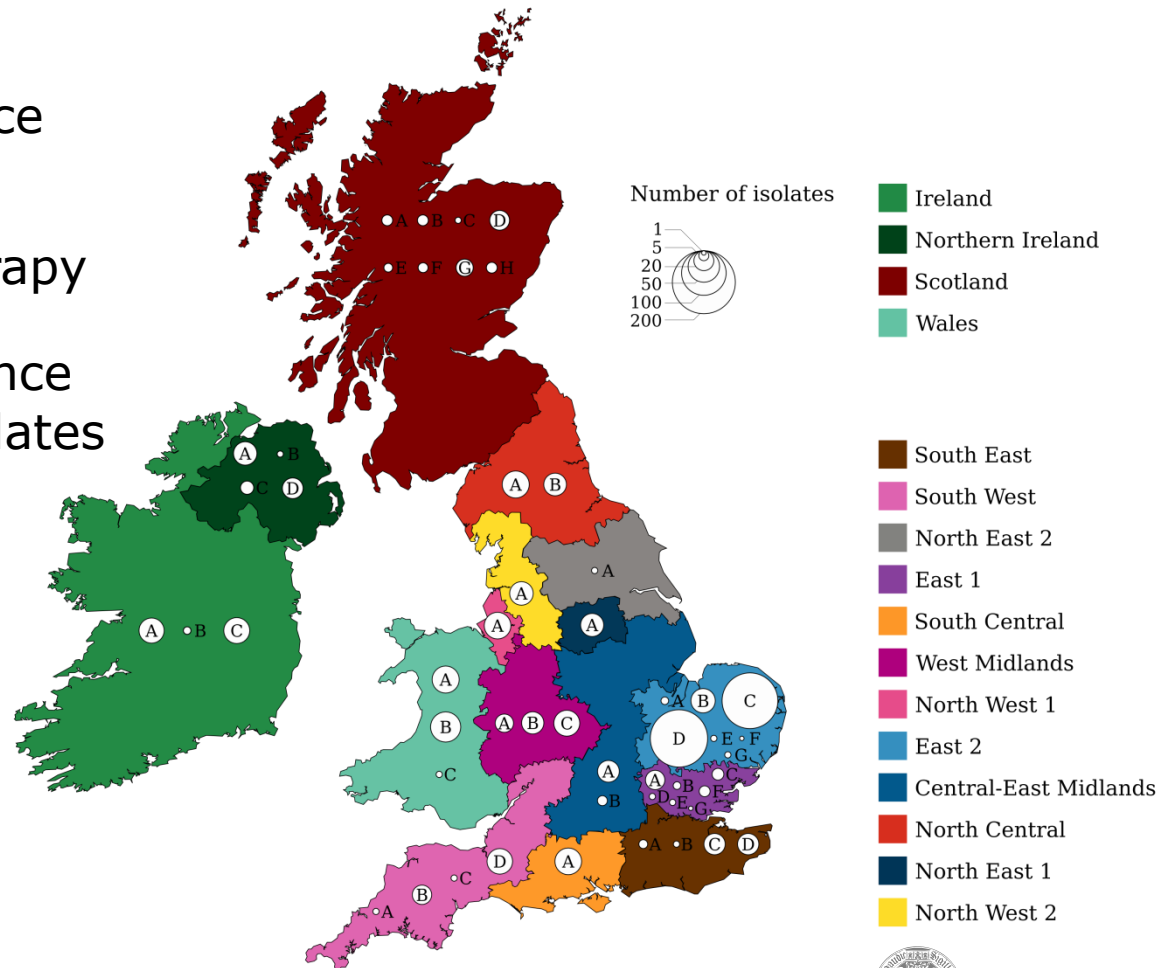 ce
rapy
nce
lates
Number of isolates
1
5
20
50
100
200
Ireland
Northern Ireland
Scotland
Wales
South East
South West
North East 2
East 1
South Central
West Midlands
North West 1
East 2
Central-East Midlands
North Central
North East 1
North West 2
A B C D
E F G H
A B
C D
A B C
A B
A
A
A
A
A
B
C
A B C
A B C
D E F
G
A
B
A B C
D E F
G
A B C D
A
D
C
B
A